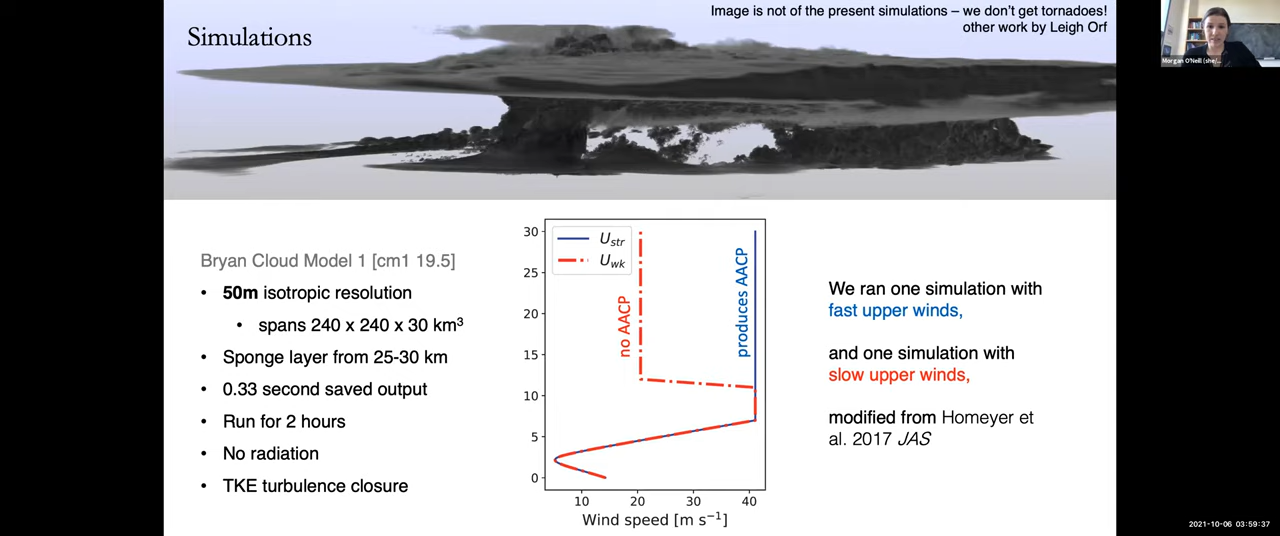 Image is not of the present simulations – we don't get tornadoes!
other work by Leigh Orf
Simulations
Morgan O'Neill (she/...
Bryan Cloud Model 1 [cm1 19.5]
• 50m isotropic resolution
• spans 240 x 240 x 30 km³
• Sponge layer from 25-30 km
• 0.33 second saved output
• Run for 2 hours
• No radiation
• TKE turbulence closure
30
25
20
15
10
5
0
U_str
U_wk
no AACP
produces AACP
10 20 30 40
Wind speed [m s⁻¹]
We ran one simulation with
fast upper winds,
and one simulation with
slow upper winds,
modified from Homeyer et
al. 2017 JAS
2021-10-06 03:59:37